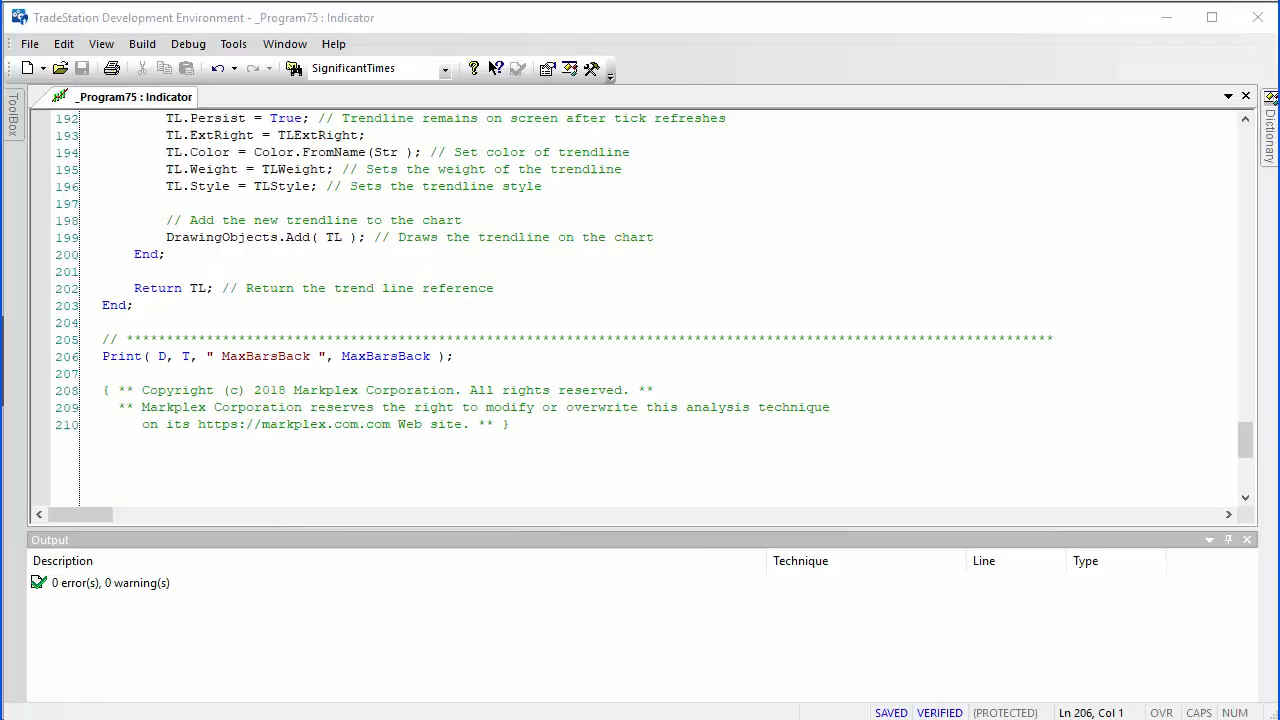 TradeStation Development Environment - _Program75 : Indicator
File Edit View Build Debug Tools Window Help
SignificantTimes
ToolBox
_Program75 : Indicator
Dictionary
192 TL.Persist = True; // Trendline remains on screen after tick refreshes
193 TL.ExtRight = TLExtRight;
194 TL.Color = Color.FromName(Str ); // Set color of trendline
195 TL.Weight = TLWeight; // Sets the weight of the trendline
196 TL.Style = TLStyle; // Sets the trendline style
197
198 // Add the new trendline to the chart
199 DrawingObjects.Add( TL ); // Draws the trendline on the chart
200 End;
201
202 Return TL; // Return the trend line reference
203 End;
204
205 // ********************************************************************************************************************
206 Print( D, T, " MaxBarsBack ", MaxBarsBack );
207
208 { ** Copyright (c) 2018 Markplex Corporation. All rights reserved. **
209 ** Markplex Corporation reserves the right to modify or overwrite this analysis technique
210 on its https://markplex.com.com Web site. ** }
Output
Description Technique Line Type
0 error(s), 0 warning(s)
SAVED VERIFIED (PROTECTED) Ln 206, Col 1 OVR CAPS NUM